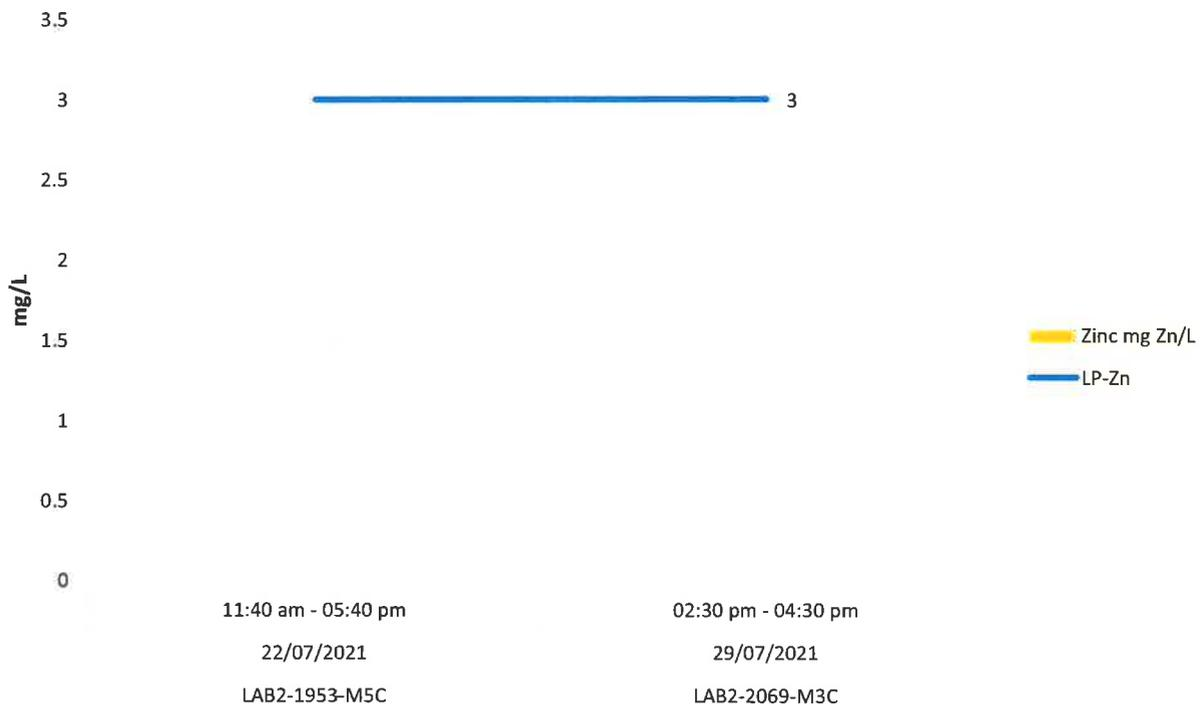 3.5
3
3
2.5
2
mg/L
1.5
Zinc mg Zn/L
LP-Zn
1
0.5
0
11:40 am - 05:40 pm
02:30 pm - 04:30 pm
22/07/2021
29/07/2021
LAB2-1953-M5C
LAB2-2069-M3C